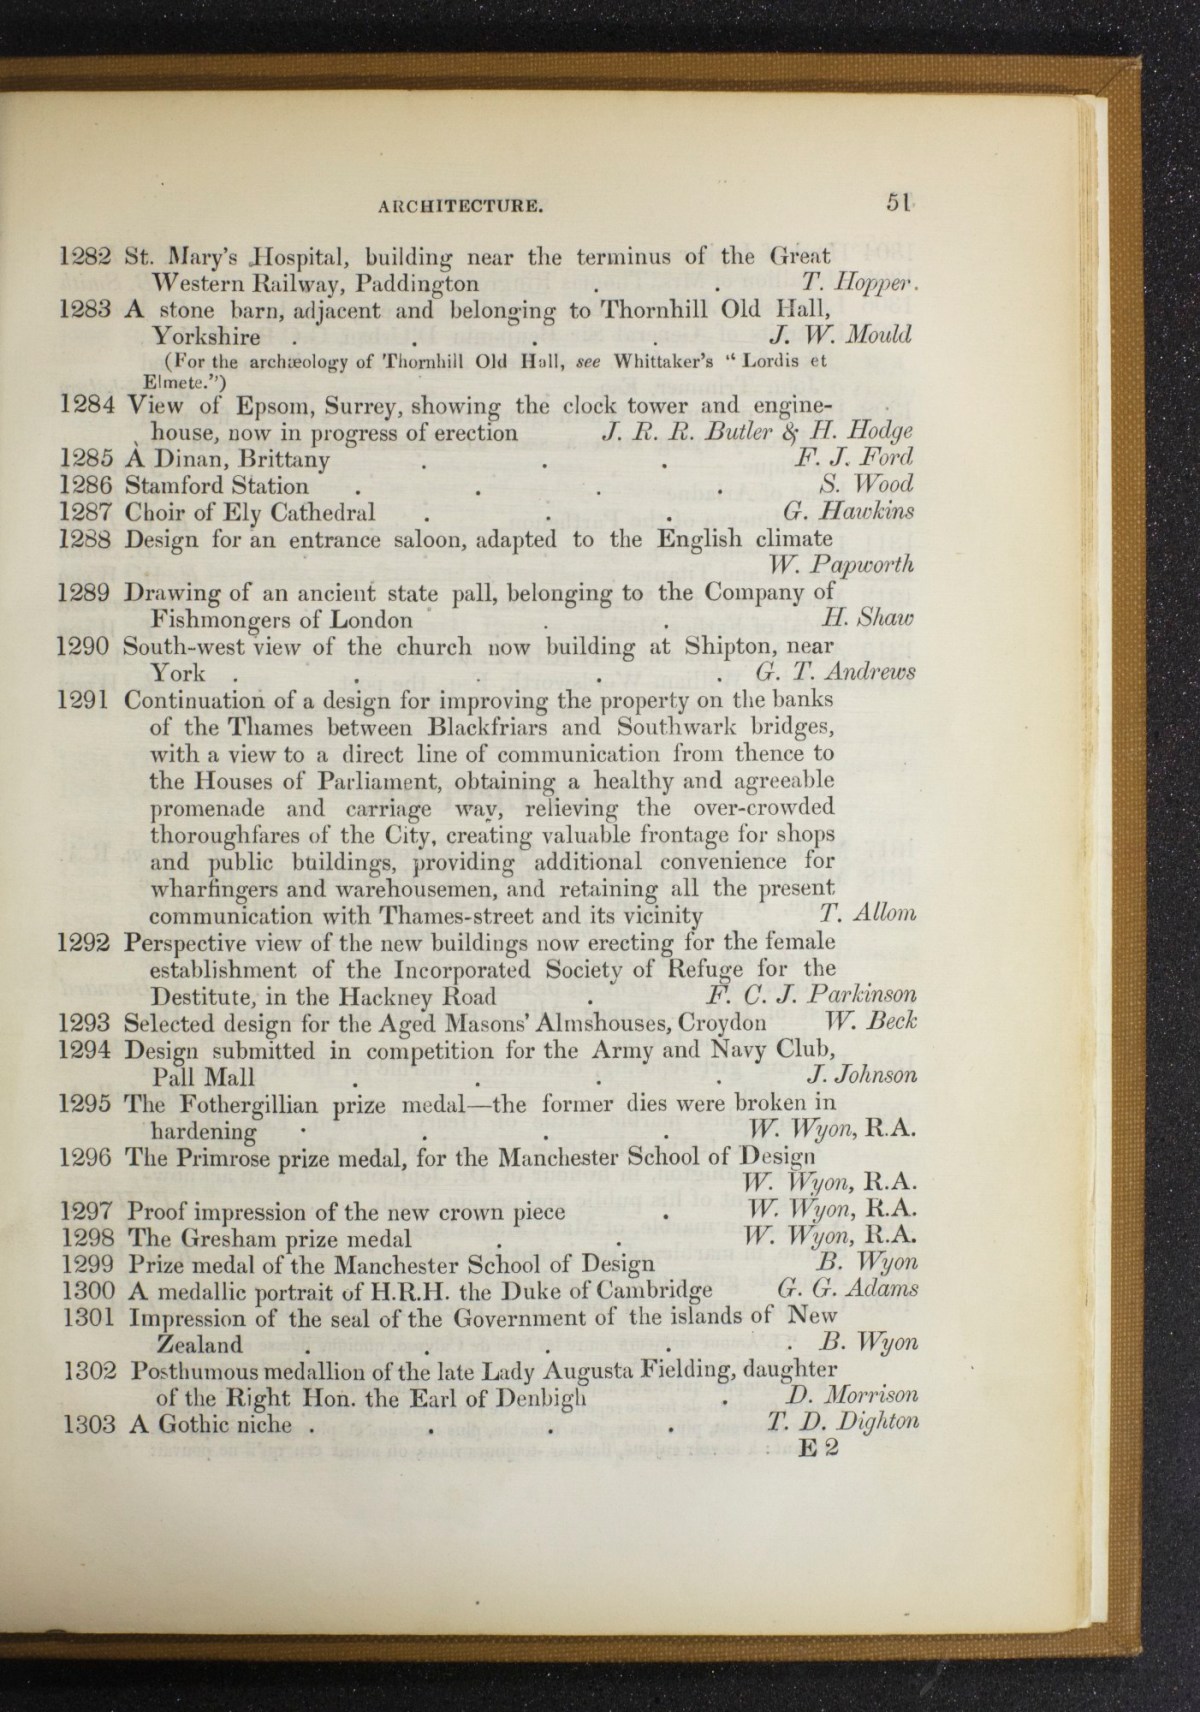 ARCHITECTURE. 51
1282 St. Mary's Hospital, building near the terminus of the Great
Western Railway, Paddington . . T. Hopper.
1283 A stone barn, adjacent and belonging to Thornhill Old Hall,
Yorkshire . . . . J. W. Mould
(For the archæology of Thornhill Old Hall, see Whittaker's "Lordis et
Elmete.")
1284 View of Epsom, Surrey, showing the clock tower and engine-
house, now in progress of erection J. R. R. Butler & H. Hodge
1285 A Dinan, Brittany . . . F. J. Ford
1286 Stamford Station . . . . S. Wood
1287 Choir of Ely Cathedral . . . G. Hawkins
1288 Design for an entrance saloon, adapted to the English climate
W. Papworth
1289 Drawing of an ancient state pall, belonging to the Company of
Fishmongers of London . . H. Shaw
1290 South-west view of the church now building at Shipton, near
York . . . . . G. T. Andrews
1291 Continuation of a design for improving the property on the banks
of the Thames between Blackfriars and Southwark bridges,
with a view to a direct line of communication from thence to
the Houses of Parliament, obtaining a healthy and agreeable
promenade and carriage way, relieving the over-crowded
thoroughfares of the City, creating valuable frontage for shops
and public buildings, providing additional convenience for
wharfingers and warehousemen, and retaining all the present
communication with Thames-street and its vicinity T. Allom
1292 Perspective view of the new buildings now erecting for the female
establishment of the Incorporated Society of Refuge for the
Destitute, in the Hackney Road . F. C. J. Parkinson
1293 Selected design for the Aged Masons' Almshouses, Croydon W. Beck
1294 Design submitted in competition for the Army and Navy Club,
Pall Mall . . . . J. Johnson
1295 The Fothergillian prize medal—the former dies were broken in
hardening . . . . W. Wyon, R.A.
1296 The Primrose prize medal, for the Manchester School of Design
W. Wyon, R.A.
1297 Proof impression of the new crown piece . W. Wyon, R.A.
1298 The Gresham prize medal . . W. Wyon, R.A.
1299 Prize medal of the Manchester School of Design B. Wyon
1300 A medallic portrait of H.R.H. the Duke of Cambridge G. G. Adams
1301 Impression of the seal of the Government of the islands of New
Zealand . . . . . B. Wyon
1302 Posthumous medallion of the late Lady Augusta Fielding, daughter
of the Right Hon. the Earl of Denbigh . D. Morrison
1303 A Gothic niche . . . . T. D. Dighton
E 2